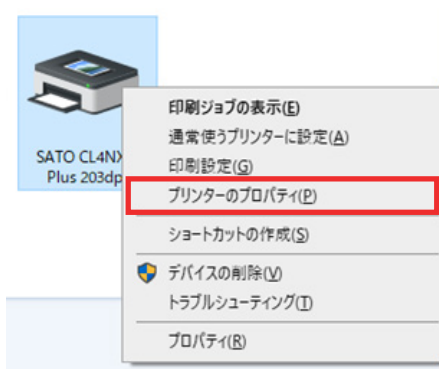 SATO CL4NX
Plus 203dp
印刷ジョブの表示(E)
通常使うプリンターに設定(A)
印刷設定(G)
プリンターのプロパティ(P)
ショートカットの作成(S)
デバイスの削除(V)
トラブルシューティング(T)
プロパティ(R)